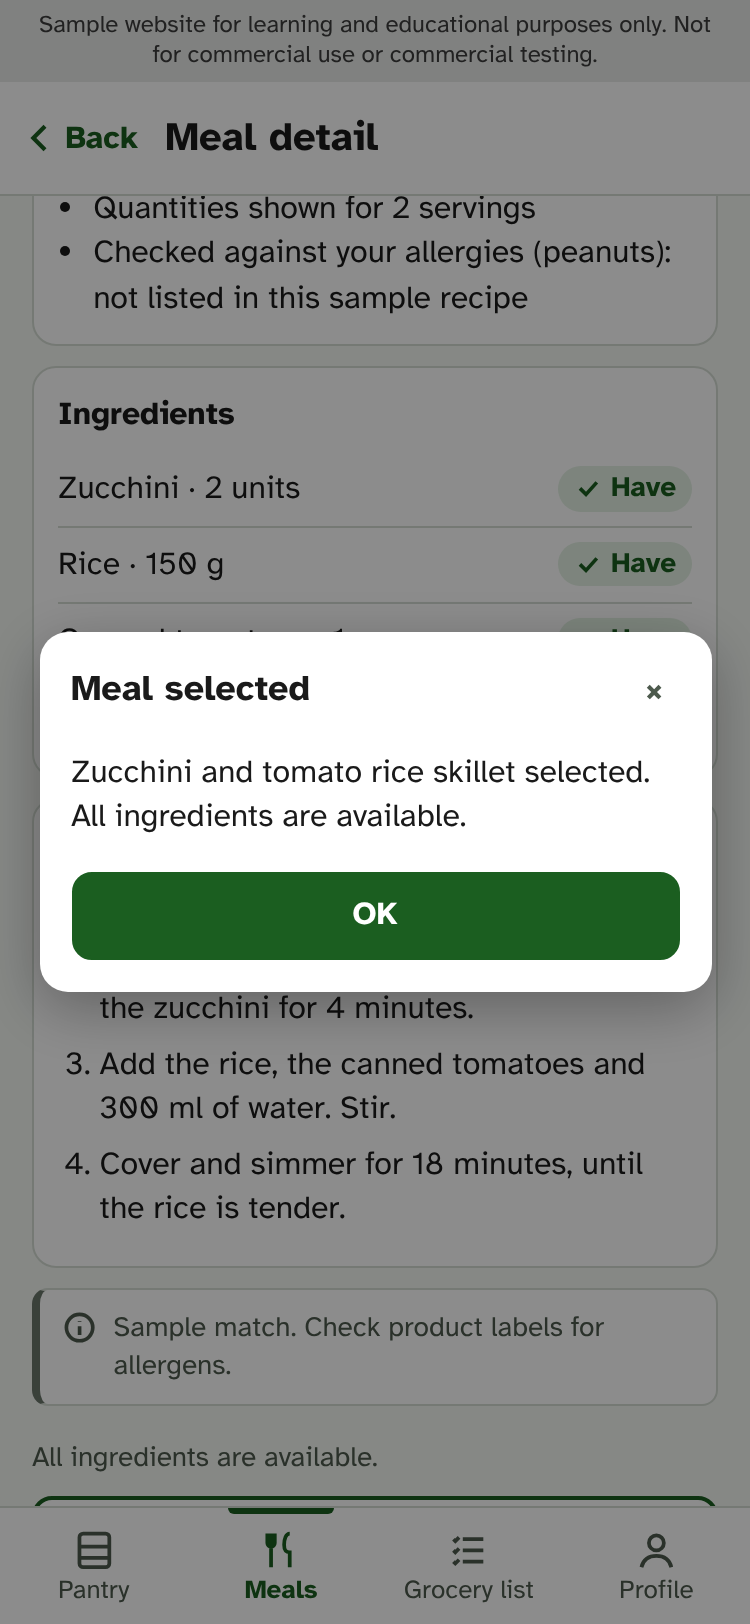 Sample website for learning and educational purposes only. Not
for commercial use or commercial testing.
Back Meal detail
• Quantities shown for 2 servings
• Checked against your allergies (peanuts):
not listed in this sample recipe
Ingredients
Zucchini · 2 units ✓ Have
Rice · 150 g ✓ Have
Meal selected ×
Zucchini and tomato rice skillet selected.
All ingredients are available.
OK
the zucchini for 4 minutes.
3. Add the rice, the canned tomatoes and
300 ml of water. Stir.
4. Cover and simmer for 18 minutes, until
the rice is tender.
Sample match. Check product labels for
allergens.
All ingredients are available.
Pantry Meals Grocery list Profile